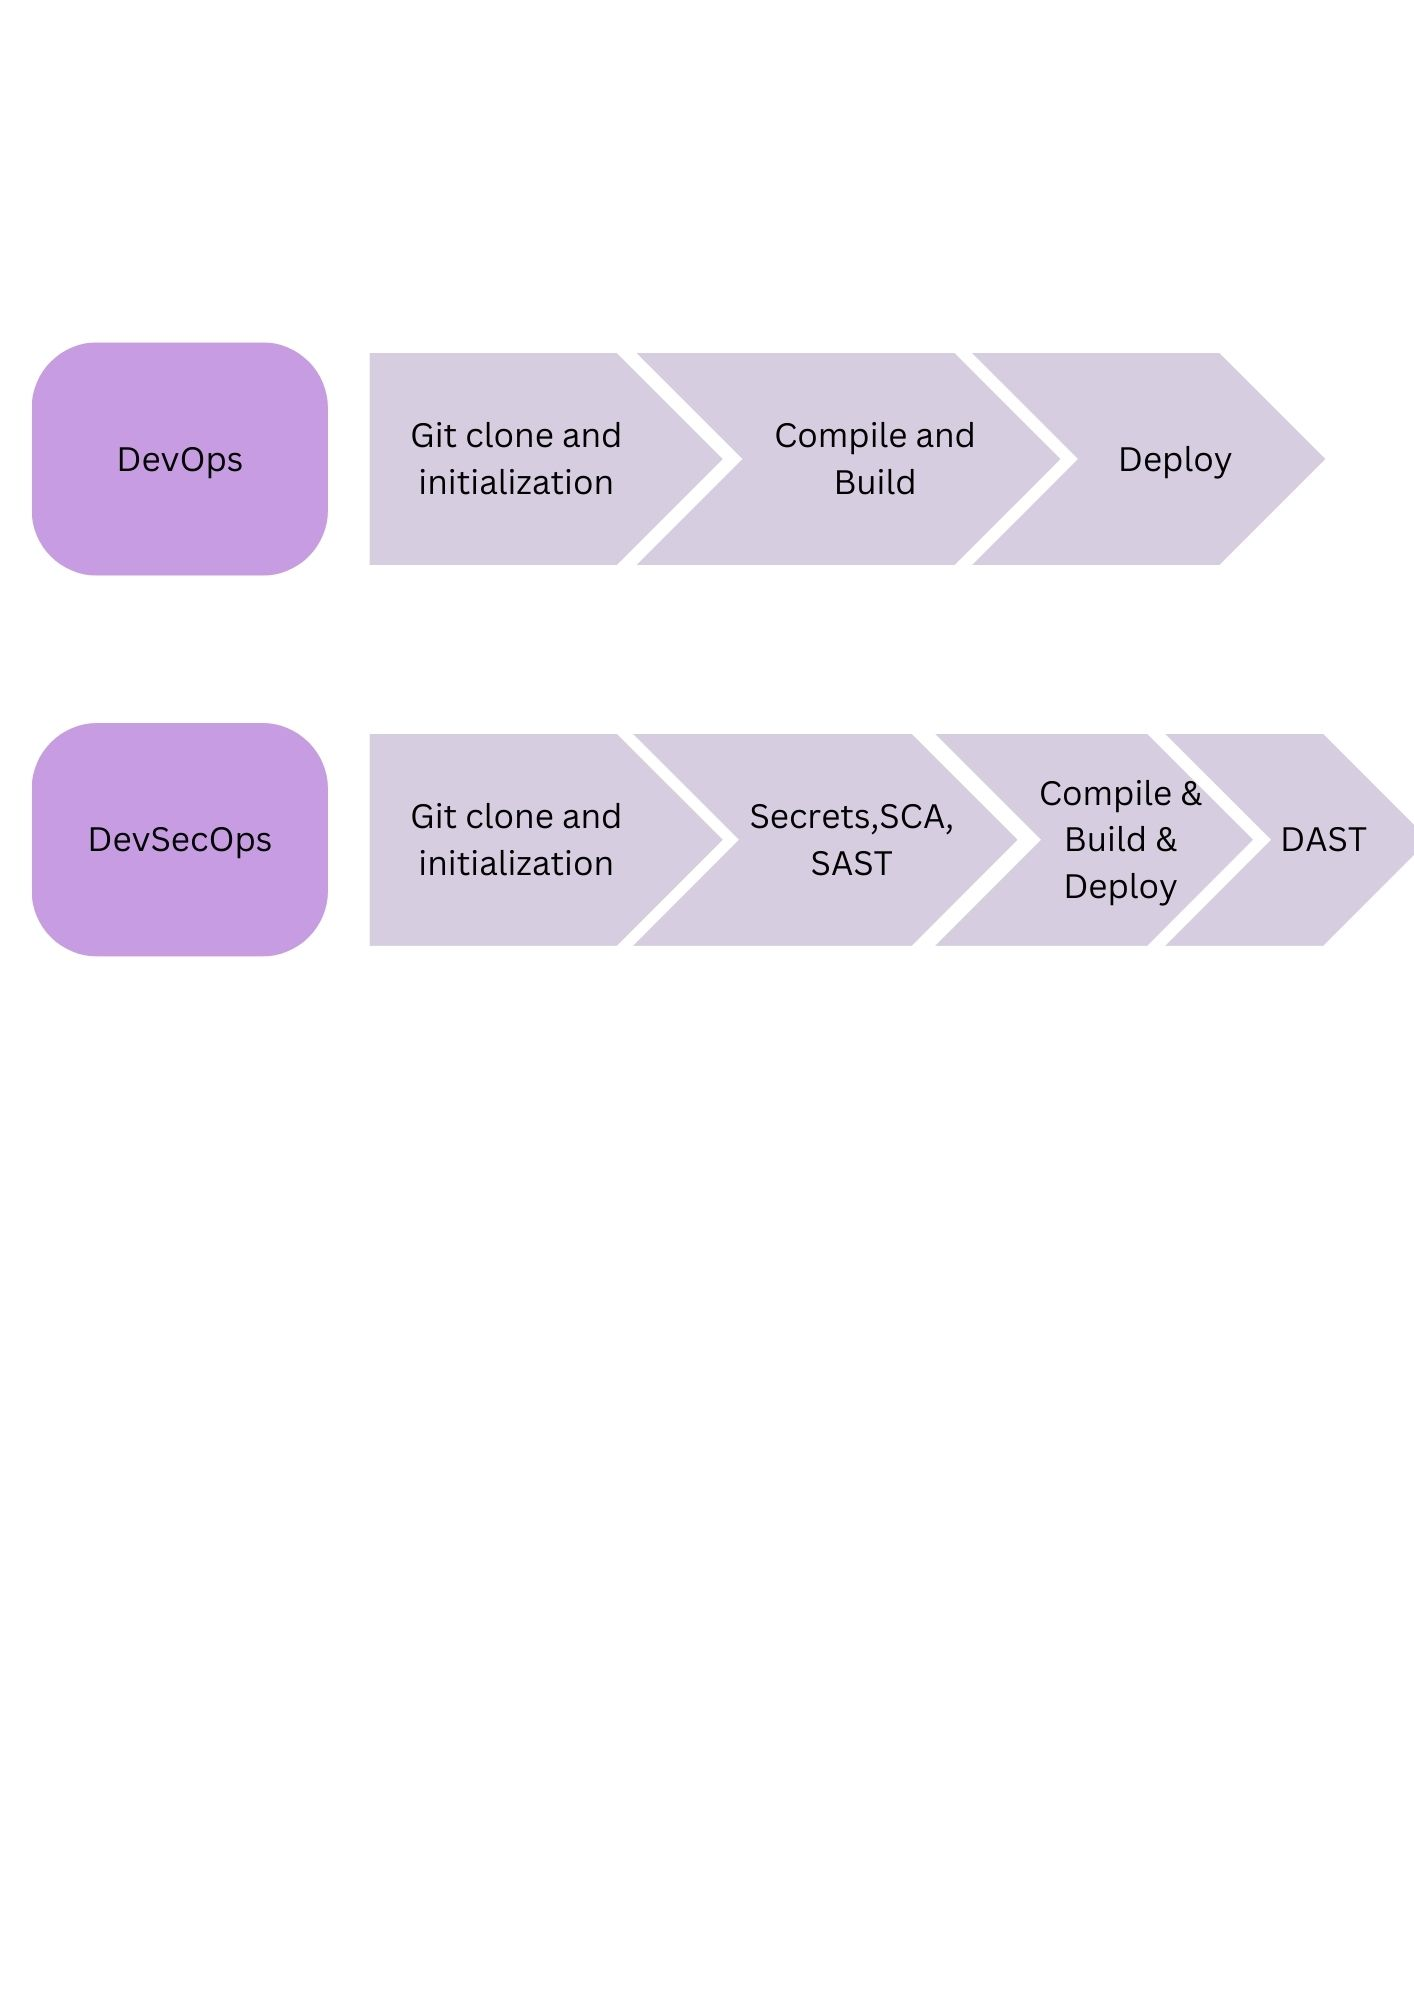 DevOps
Git clone and
initialization
Compile and
Build
Deploy
DevSecOps
Git clone and
initialization
Secrets,SCA,
SAST
Compile &
Build &
Deploy
DAST